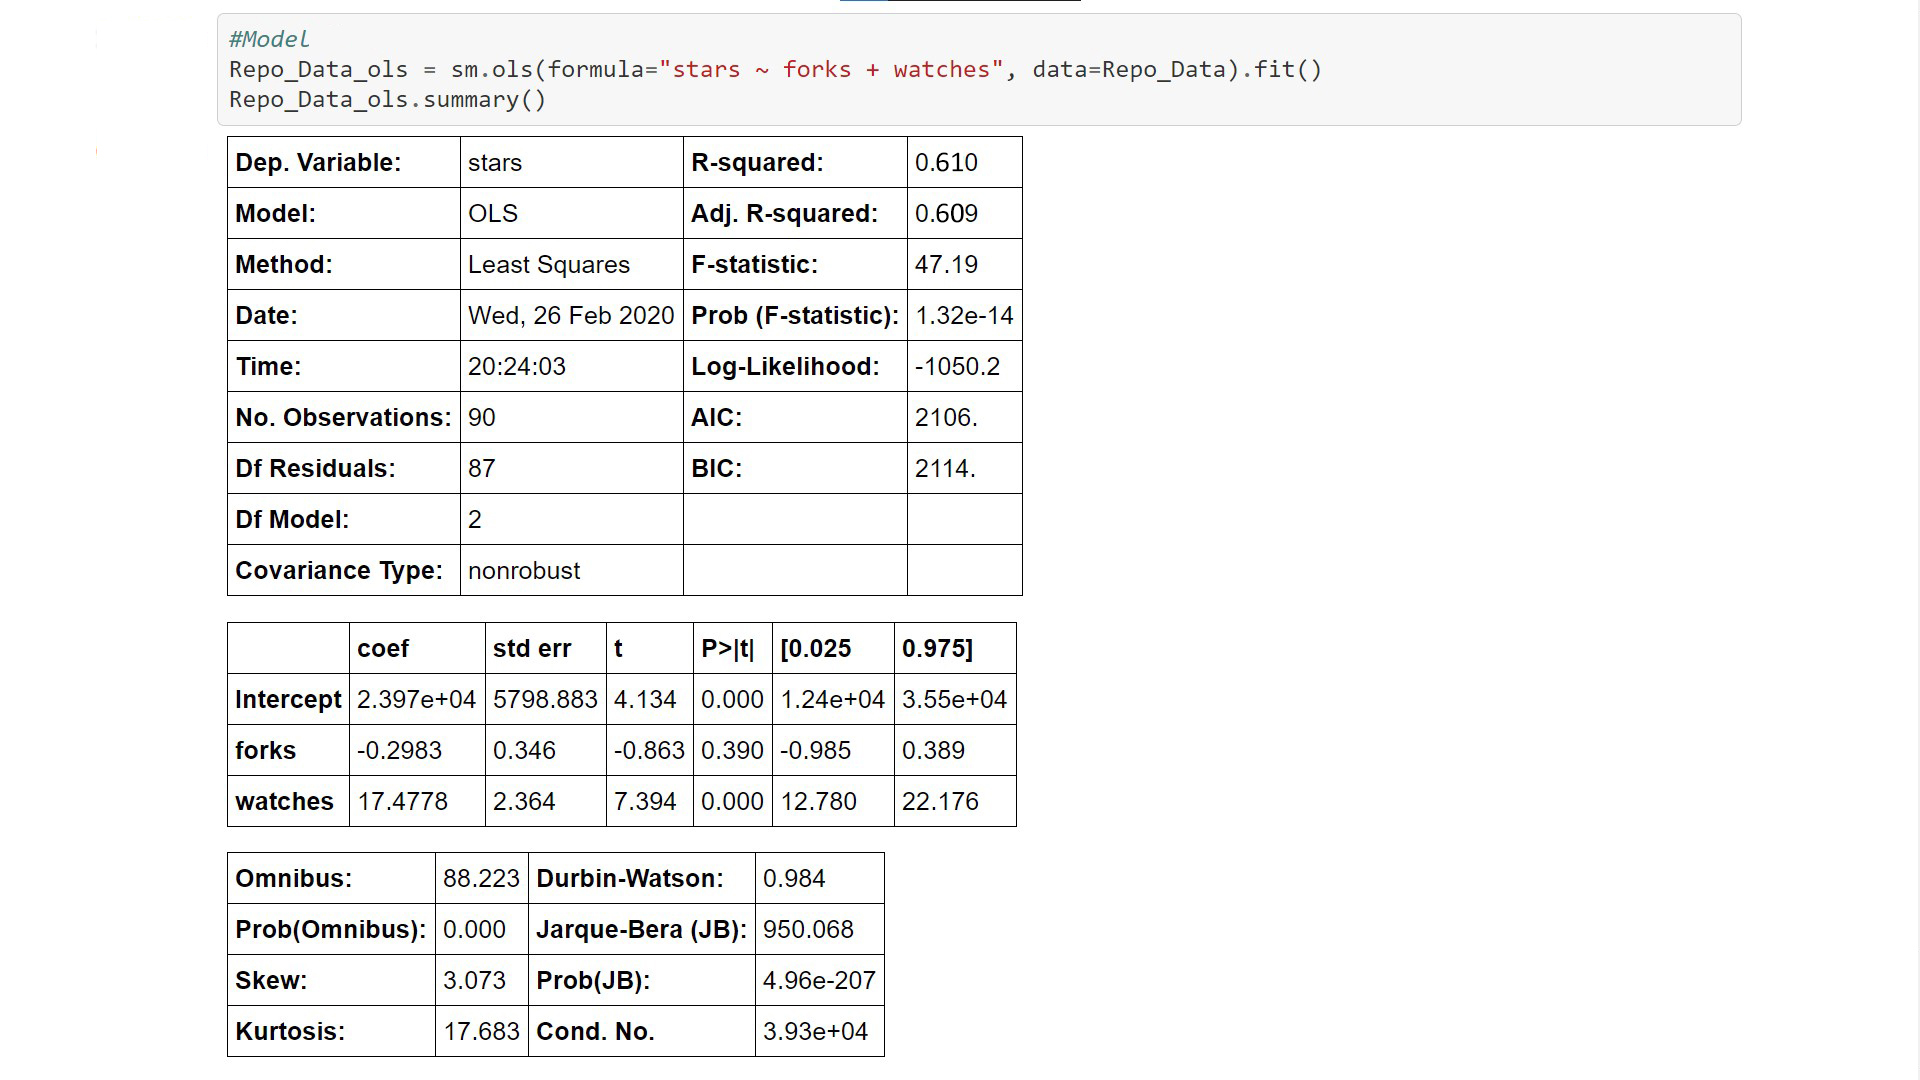 #Model
Repo_Data_ols = sm.ols(formula="stars ~ forks + watches", data=Repo_Data).fit()
Repo_Data_ols.summary()
Dep. Variable: stars R-squared: 0.610
Model: OLS Adj. R-squared: 0.609
Method: Least Squares F-statistic: 47.19
Date: Wed, 26 Feb 2020 Prob (F-statistic): 1.32e-14
Time: 20:24:03 Log-Likelihood: -1050.2
No. Observations: 90 AIC: 2106.
Df Residuals: 87 BIC: 2114.
Df Model: 2
Covariance Type: nonrobust
coef std err t P>|t| [0.025 0.975]
Intercept 2.397e+04 5798.883 4.134 0.000 1.24e+04 3.55e+04
forks -0.2983 0.346 -0.863 0.390 -0.985 0.389
watches 17.4778 2.364 7.394 0.000 12.780 22.176
Omnibus: 88.223 Durbin-Watson: 0.984
Prob(Omnibus): 0.000 Jarque-Bera (JB): 950.068
Skew: 3.073 Prob(JB): 4.96e-207
Kurtosis: 17.683 Cond. No. 3.93e+04